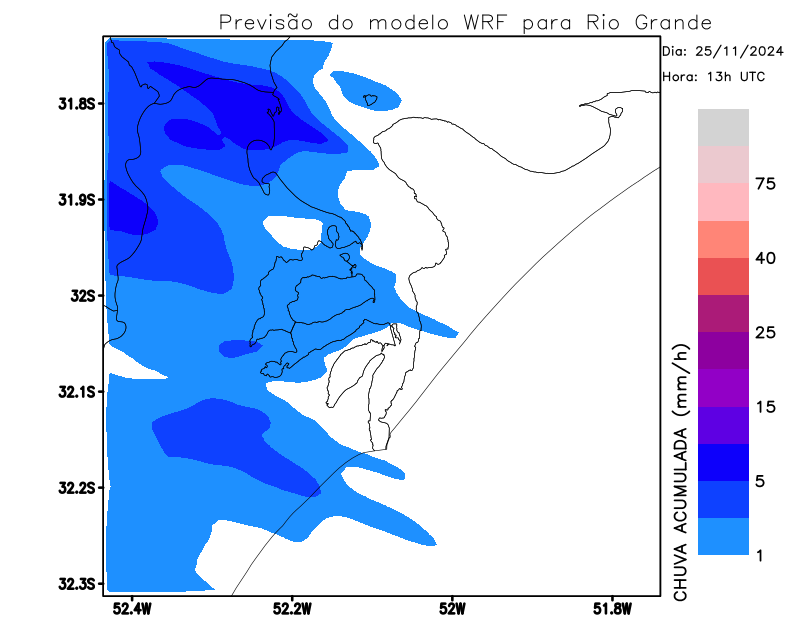 Previsão do modelo WRF para Rio Grande
Dia: 25/11/2024
Hora: 13h UTC
31.8S
31.9S
32S
32.1S
32.2S
32.3S
52.4W
52.2W
52W
51.8W
75
40
25
15
5
1
CHUVA ACUMULADA (mm/h)